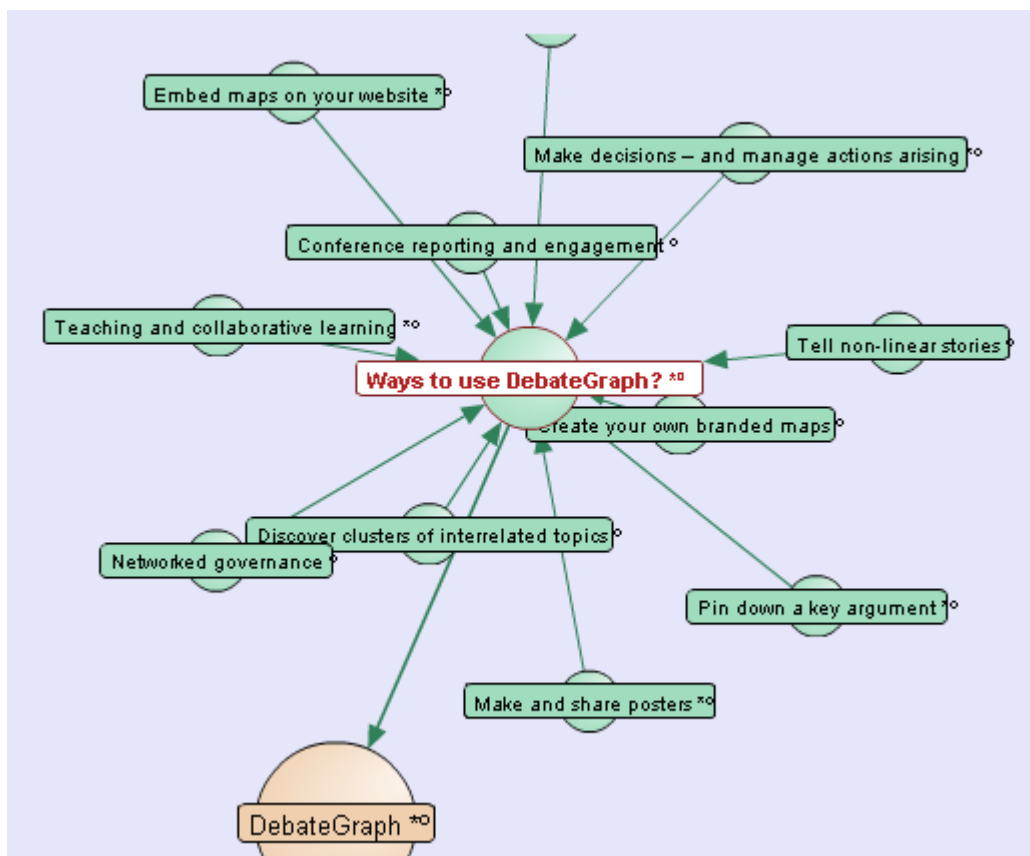 Embed maps on your website *º
Make decisions – and manage actions arising *º
Conference reporting and engagement º
Teaching and collaborative learning *º
Tell non-linear stories º
Ways to use DebateGraph? *º
Create your own branded maps º
Discover clusters of interrelated topics º
Networked governance º
Pin down a key argument *º
Make and share posters *º
DebateGraph *º